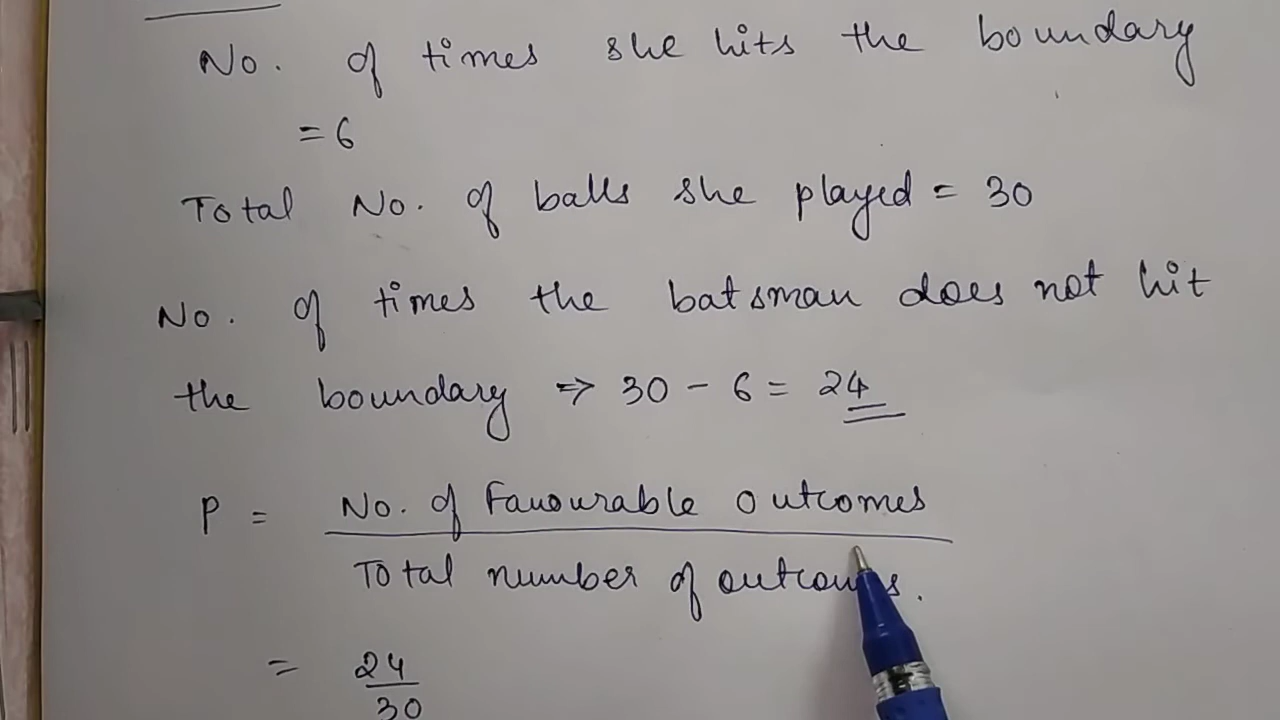 No. of times she hits the boundary
= 6
Total No. of balls she played = 30
No. of times the batsman does not hit
the boundary ⇒ 30 - 6 = 24
P = No. of Favourable outcomes
Total number of outcomes.
= 24
30